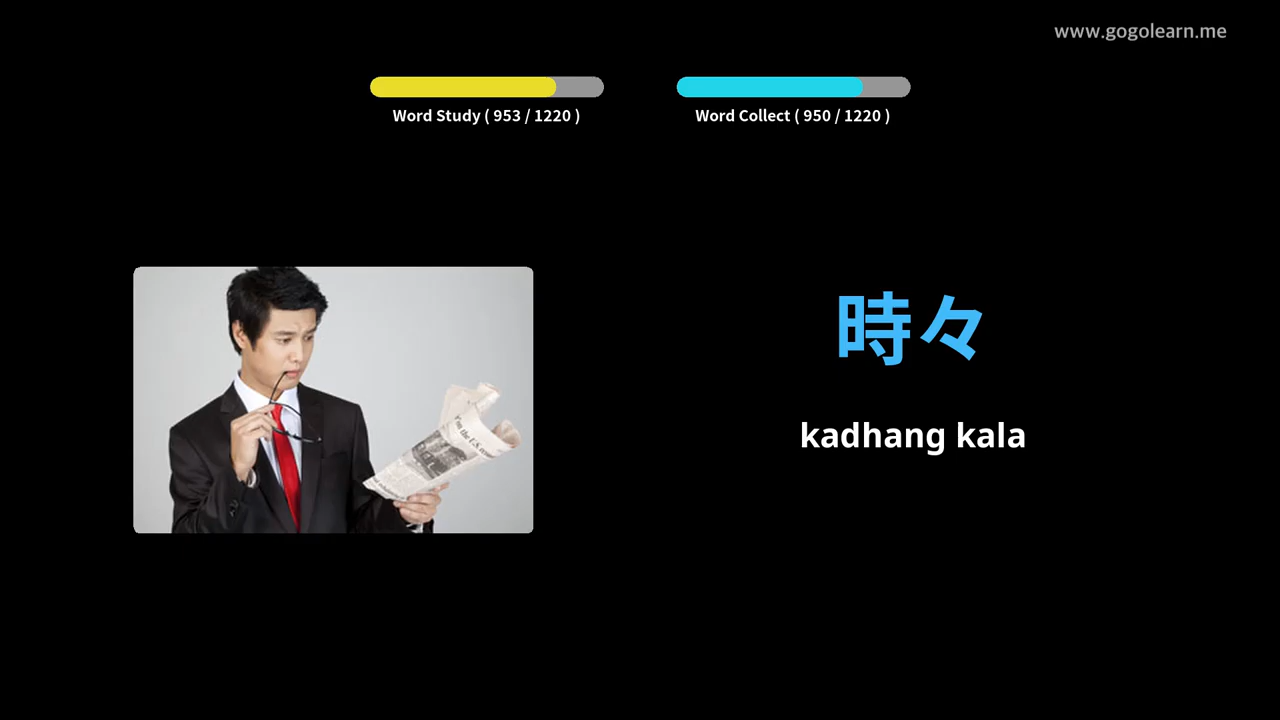 www.gogolearn.me
Word Study ( 953 / 1220 )
Word Collect ( 950 / 1220 )
時々
kadhang kala